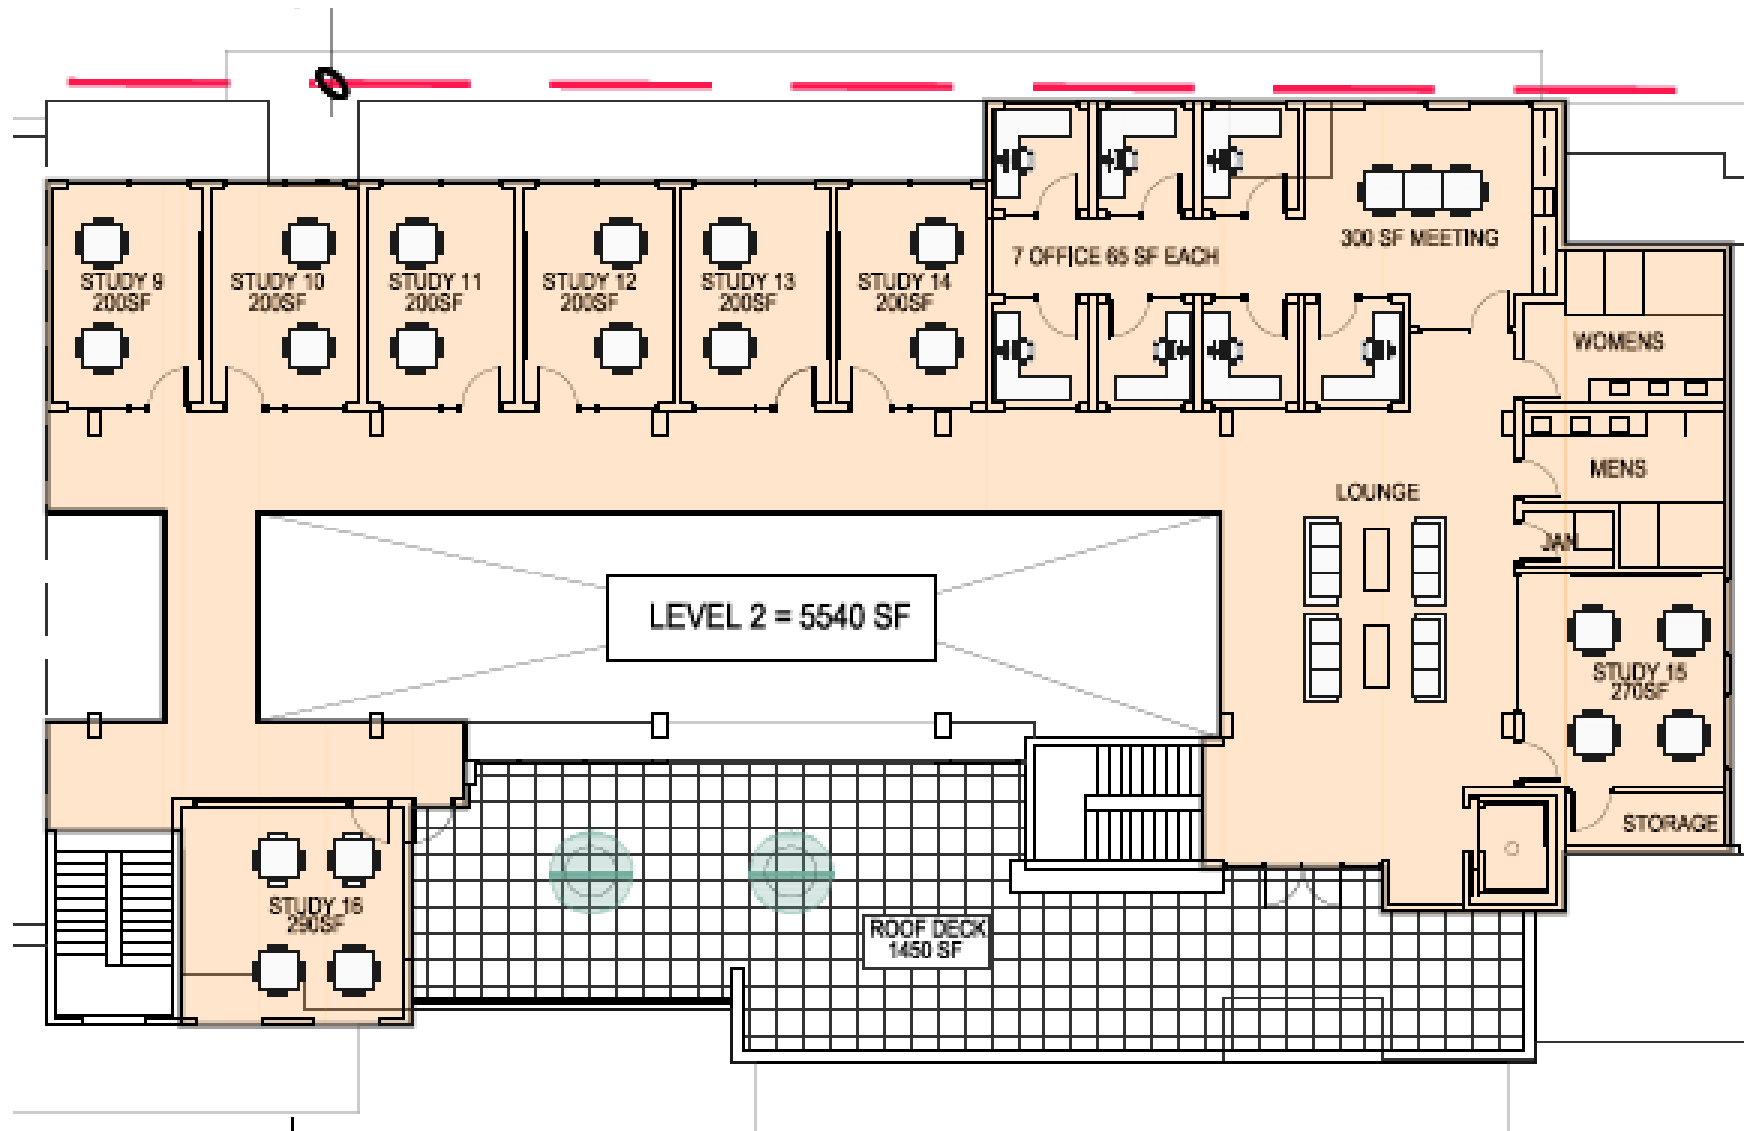 7 OFFICE 65 SF EACH
300 SF MEETING
STUDY 9
200SF
STUDY 10
200SF
STUDY 11
200SF
STUDY 12
200SF
STUDY 13
200SF
STUDY 14
200SF
WOMENS
MENS
LOUNGE
JAN
LEVEL 2 = 5540 SF
STUDY 15
270SF
STORAGE
STUDY 16
290SF
ROOF DECK
1450 SF